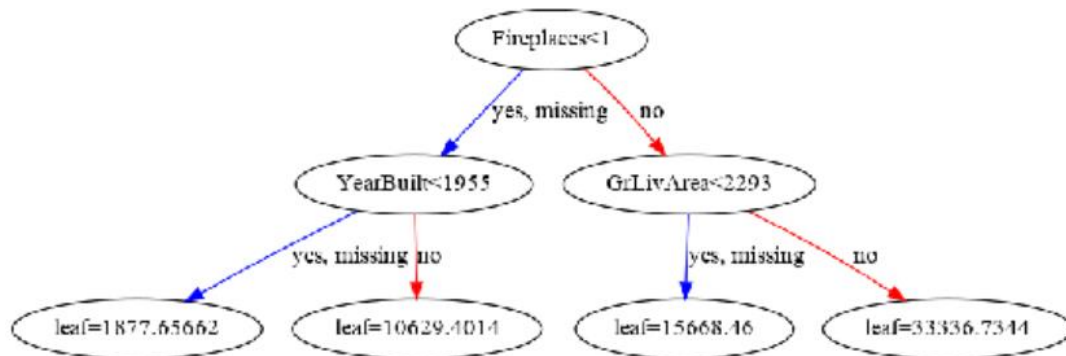 Fireplaces<1
yes, missing no
YearBuilt<1955 GrLivArea<2293
yes, missing no yes, missing no
leaf=1877.65662 leaf=10629.4014 leaf=15668.46 leaf=33336.7344